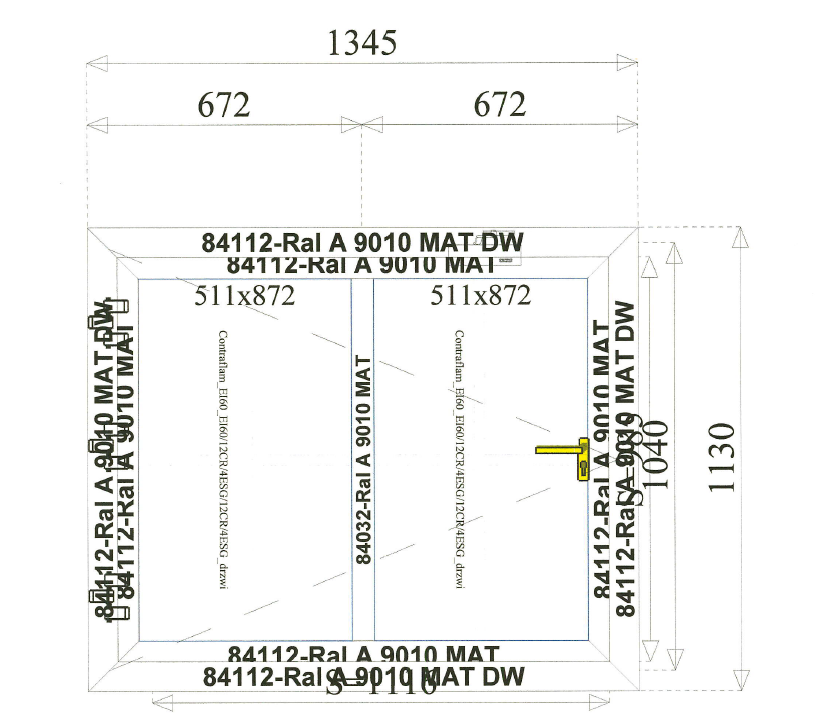 1345
672
672
84112-Ral A 9010 MAT DW
84112-Ral A 9010 MAT
511x872
511x872
84112-Ral A 9010 MAT DW
84112-Ral A 9010 MAT
Contraflam_EI60_EI60/12CR/4ESG/12CR/4ESG_drzwi
84032-Ral A 9010 MAT
Contraflam_EI60_EI60/12CR/4ESG/12CR/4ESG_drzwi
84112-Ral A 9010 MAT
84112-Ral A 9010 MAT DW
1040
1130
84112-Ral A 9010 MAT
84112-Ral A 9010 MAT DW